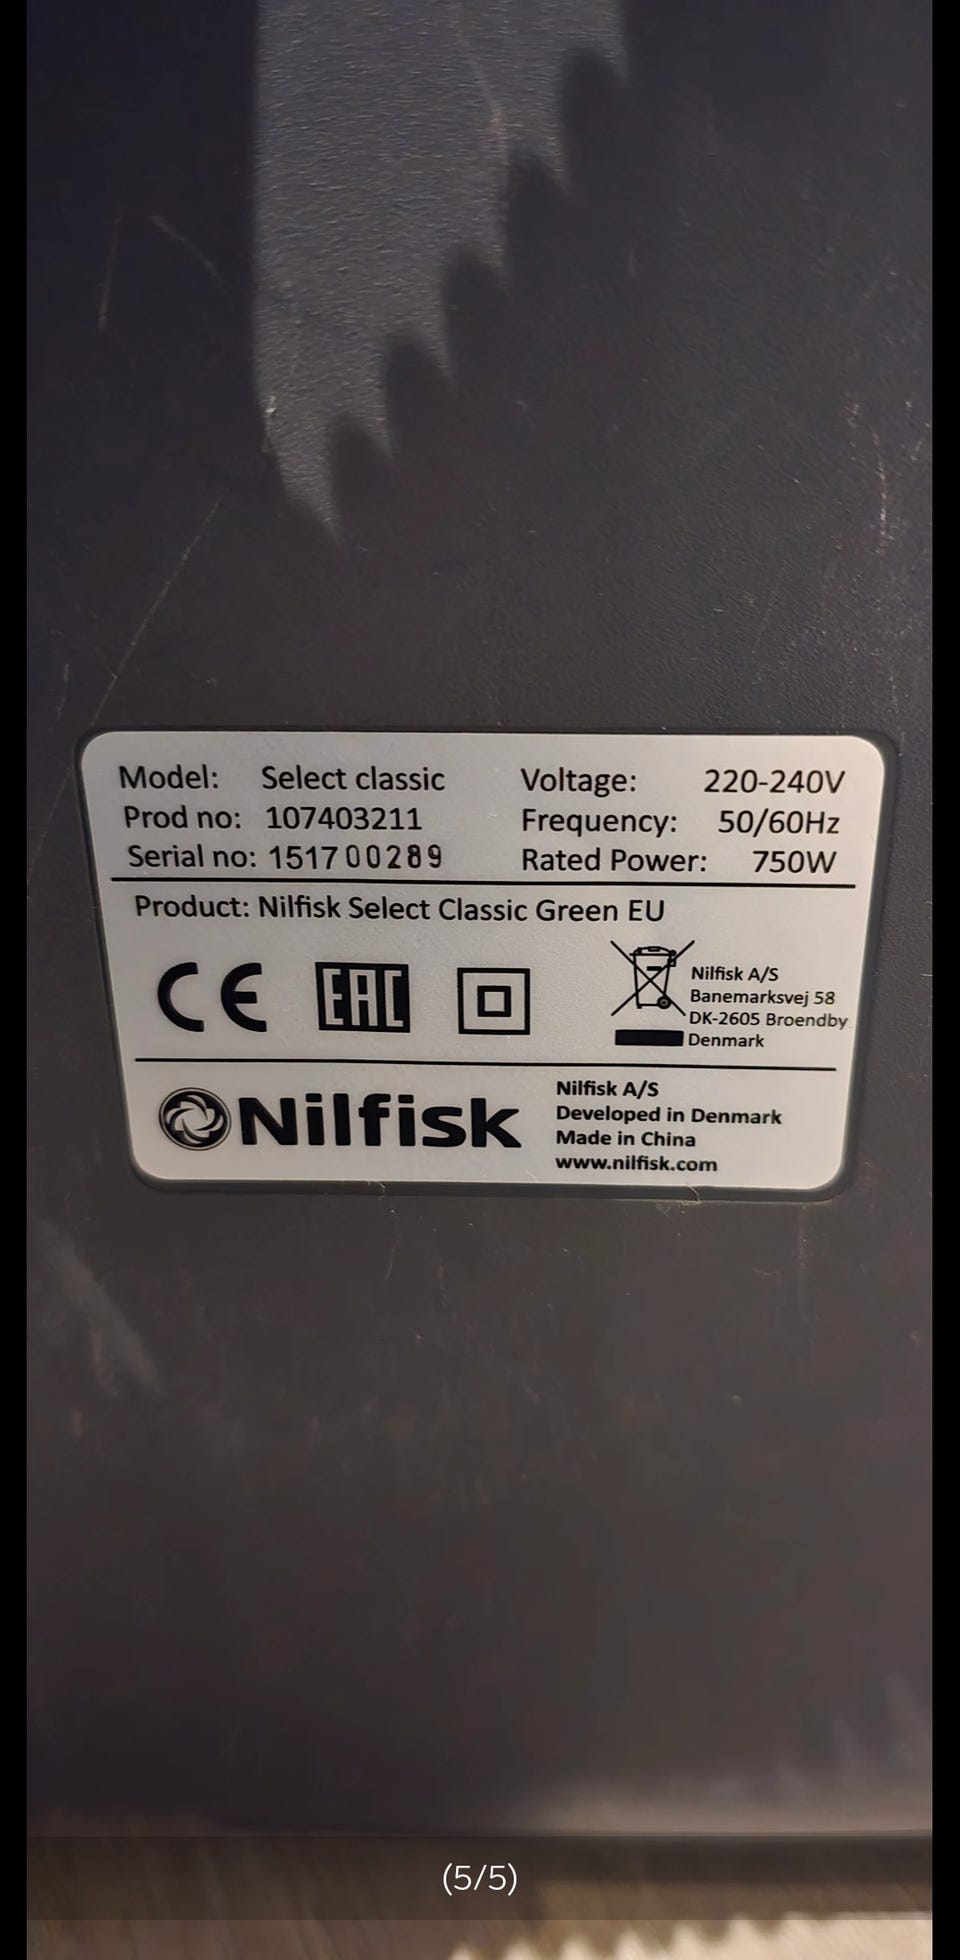 Model: Select classic
Prod no: 107403211
Serial no: 151700289
Voltage: 220-240V
Frequency: 50/60Hz
Rated Power: 750W
Product: Nilfisk Select Classic Green EU
CE EAC
Nilfisk A/S
Banemarksvej 58
DK-2605 Broendby
Denmark
Nilfisk
Nilfisk A/S
Developed in Denmark
Made in China
www.nilfisk.com
(5/5)